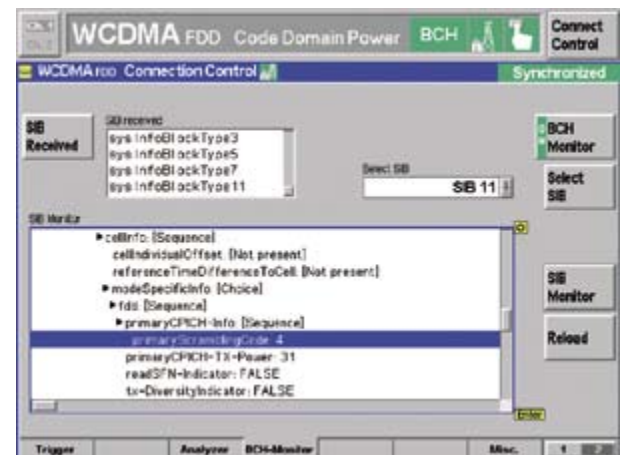 WCDMA FDD Code Domain Power BCH
Connect Control
WCDMA FDD Connection Control
Synchronized
SIB Received
SIB received
sysInfoBlockType3
sysInfoBlockType5
sysInfoBlockType7
sysInfoBlockType11
Select SIB
SIB 11
BCH Monitor
Select SIB
SIB Monitor
cellInfo: [Sequence]
cellIndividualOffset: [Not present]
referenceTimeDifferenceToCell: [Not present]
modeSpecificInfo: [Choice]
fdd: [Sequence]
primaryCPICH-Info: [Sequence]
primaryScramblingCode: 4
primaryCPICH-TX-Power: 31
readSFN-Indicator: FALSE
tx-DiversityIndicator: FALSE
SIB Monitor
Reload
Enter
Trigger Analyzer BCH-Monitor Misc. 1 2